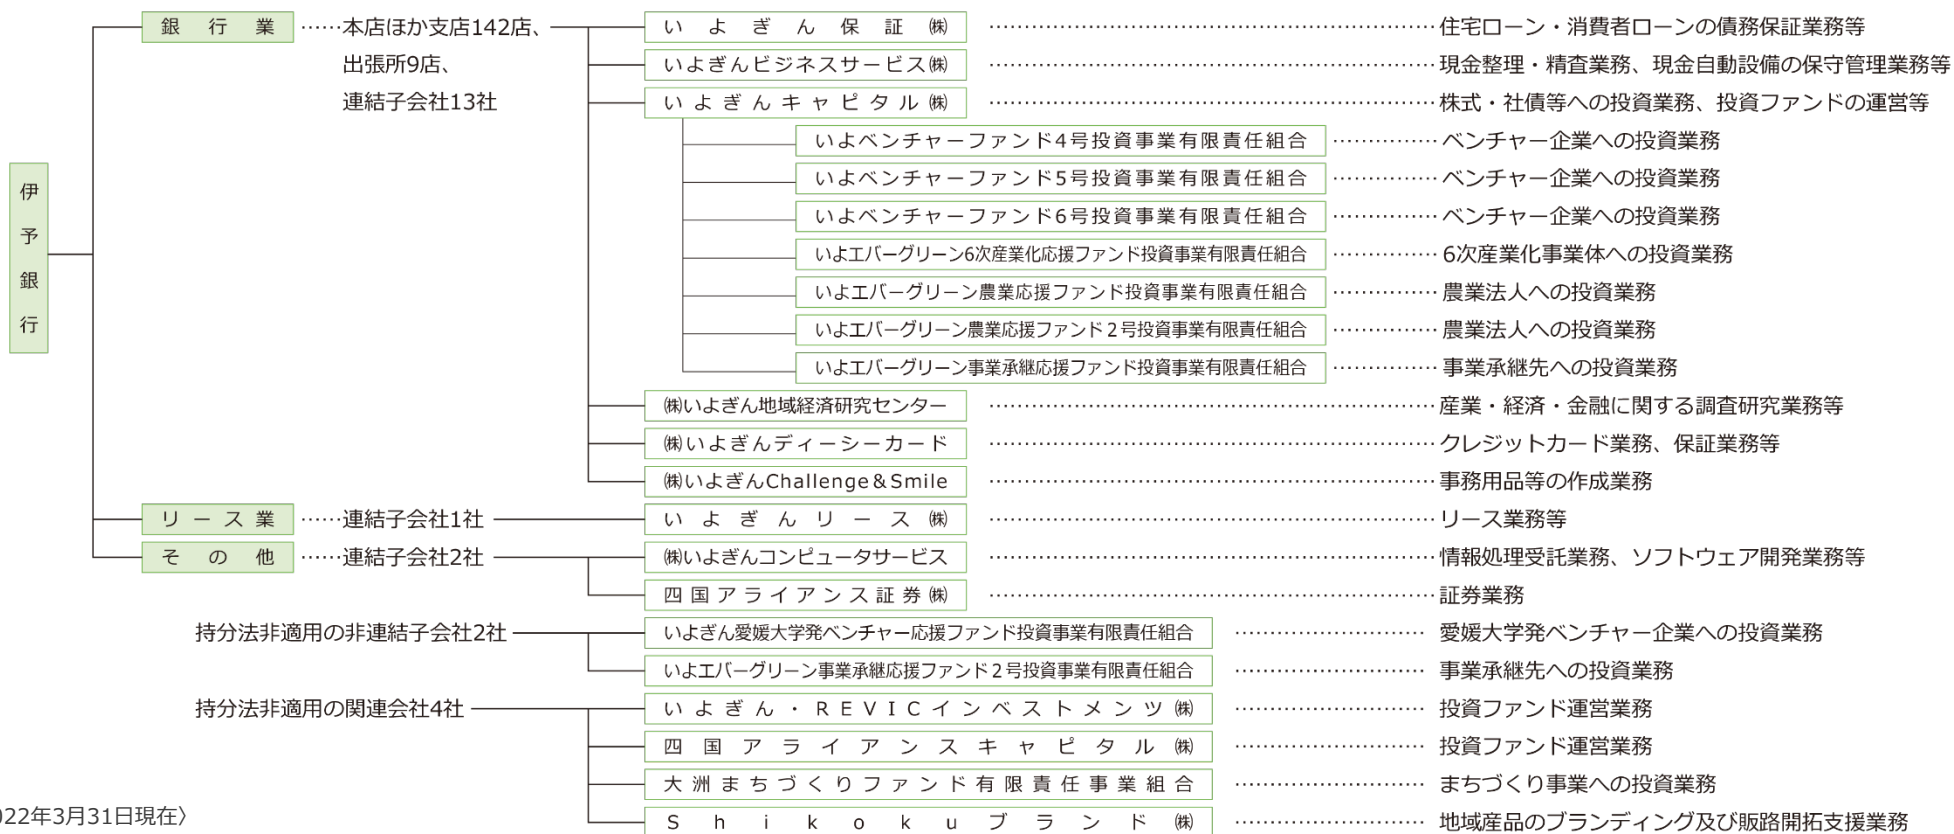 伊予銀行
銀行業 ……本店ほか支店142店、
出張所9店、
連結子会社13社
いよぎん保証㈱ ……住宅ローン・消費者ローンの債務保証業務等
いよぎんビジネスサービス㈱ ……現金整理・精査業務、現金自動設備の保守管理業務等
いよぎんキャピタル㈱ ……株式・社債等への投資業務、投資ファンドの運営等
いよベンチャーファンド4号投資事業有限責任組合 ……ベンチャー企業への投資業務
いよベンチャーファンド5号投資事業有限責任組合 ……ベンチャー企業への投資業務
いよベンチャーファンド6号投資事業有限責任組合 ……ベンチャー企業への投資業務
いよエバーグリーン6次産業化応援ファンド投資事業有限責任組合 ……6次産業化事業体への投資業務
いよエバーグリーン農業応援ファンド投資事業有限責任組合 ……農業法人への投資業務
いよエバーグリーン農業応援ファンド2号投資事業有限責任組合 ……農業法人への投資業務
いよエバーグリーン事業承継応援ファンド投資事業有限責任組合 ……事業承継先への投資業務
㈱いよぎん地域経済研究センター ……産業・経済・金融に関する調査研究業務等
㈱いよぎんディーシーカード ……クレジットカード業務、保証業務等
㈱いよぎんChallenge&Smile ……事務用品等の作成業務
リース業 ……連結子会社1社 いよぎんリース㈱ ……リース業務等
その他 ……連結子会社2社 ㈱いよぎんコンピュータサービス ……情報処理受託業務、ソフトウェア開発業務等
四国アライアンス証券㈱ ……証券業務
持分法非適用の非連結子会社2社 いよぎん愛媛大学発ベンチャー応援ファンド投資事業有限責任組合 ……愛媛大学発ベンチャー企業への投資業務
いよエバーグリーン事業承継応援ファンド2号投資事業有限責任組合 ……事業承継先への投資業務
持分法非適用の関連会社4社 いよぎん・REVICインベストメンツ㈱ ……投資ファンド運営業務
四国アライアンスキャピタル㈱ ……投資ファンド運営業務
大洲まちづくりファンド有限責任事業組合 ……まちづくり事業への投資業務
Shikokuブランド㈱ ……地域産品のブランディング及び販路開拓支援業務
022年3月31日現在〉